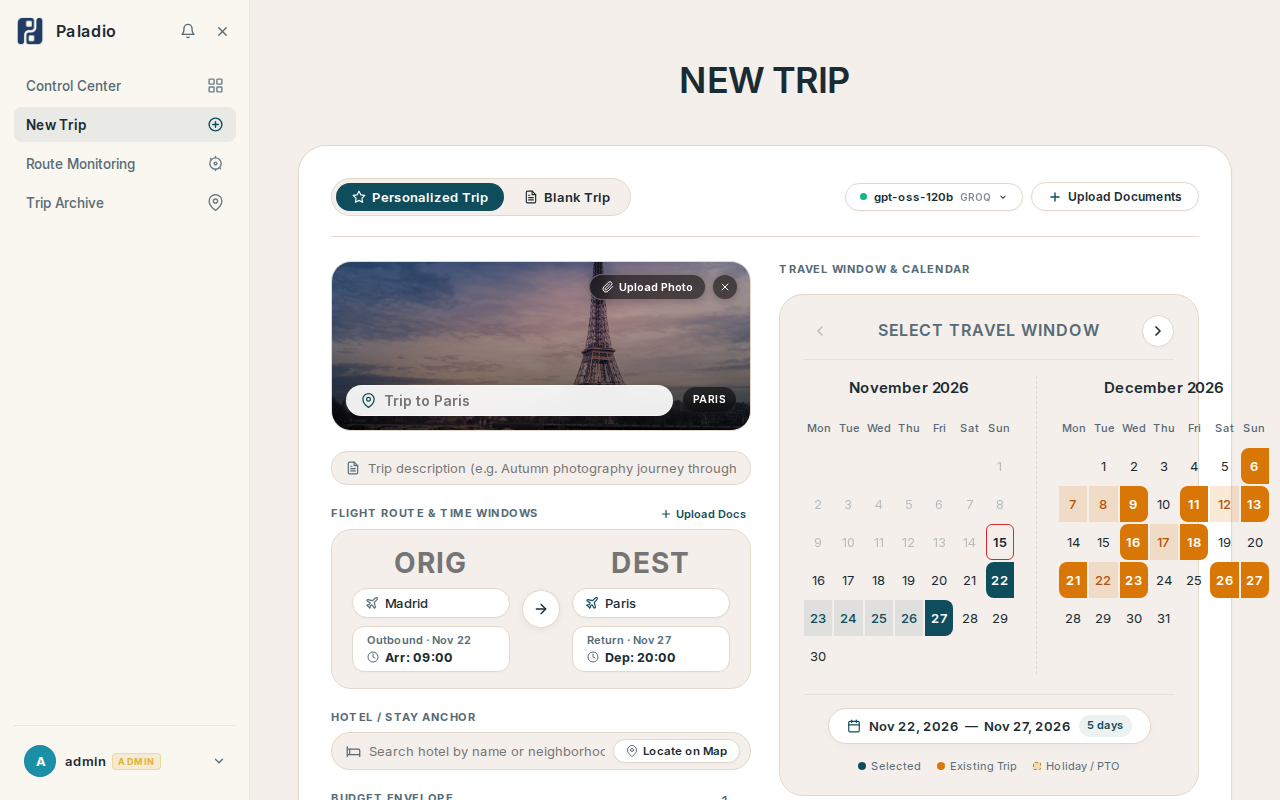 Paladio
Control Center
New Trip
Route Monitoring
Trip Archive
A admin ADMIN
NEW TRIP
Personalized Trip Blank Trip
gpt-oss-120b GROQ Upload Documents
Upload Photo
Trip to Paris PARIS
Trip description (e.g. Autumn photography journey through
FLIGHT ROUTE & TIME WINDOWS Upload Docs
ORIG DEST
Madrid Paris
Outbound · Nov 22 Return · Nov 27
Arr: 09:00 Dep: 20:00
HOTEL / STAY ANCHOR
Search hotel by name or neighborhoo Locate on Map
BUDGET ENVELOPE
TRAVEL WINDOW & CALENDAR
SELECT TRAVEL WINDOW
November 2026
Mon Tue Wed Thu Fri Sat Sun
1
2 3 4 5 6 7 8
9 10 11 12 13 14 15
16 17 18 19 20 21 22
23 24 25 26 27 28 29
30
December 2026
Mon Tue Wed Thu Fri Sat Sun
1 2 3 4 5 6
7 8 9 10 11 12 13
14 15 16 17 18 19 20
21 22 23 24 25 26 27
28 29 30 31
Nov 22, 2026 — Nov 27, 2026 5 days
Selected Existing Trip Holiday / PTO